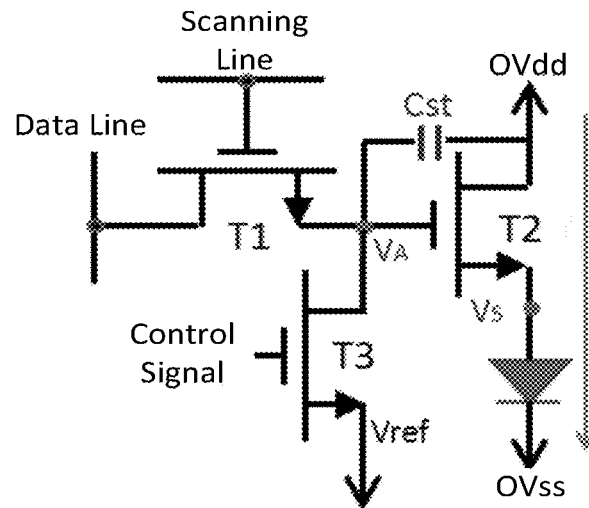 Scanning
Line
OVdd
Cst
Data Line
T1
T2
VA
Vs
Control
Signal
T3
Vref
OVss